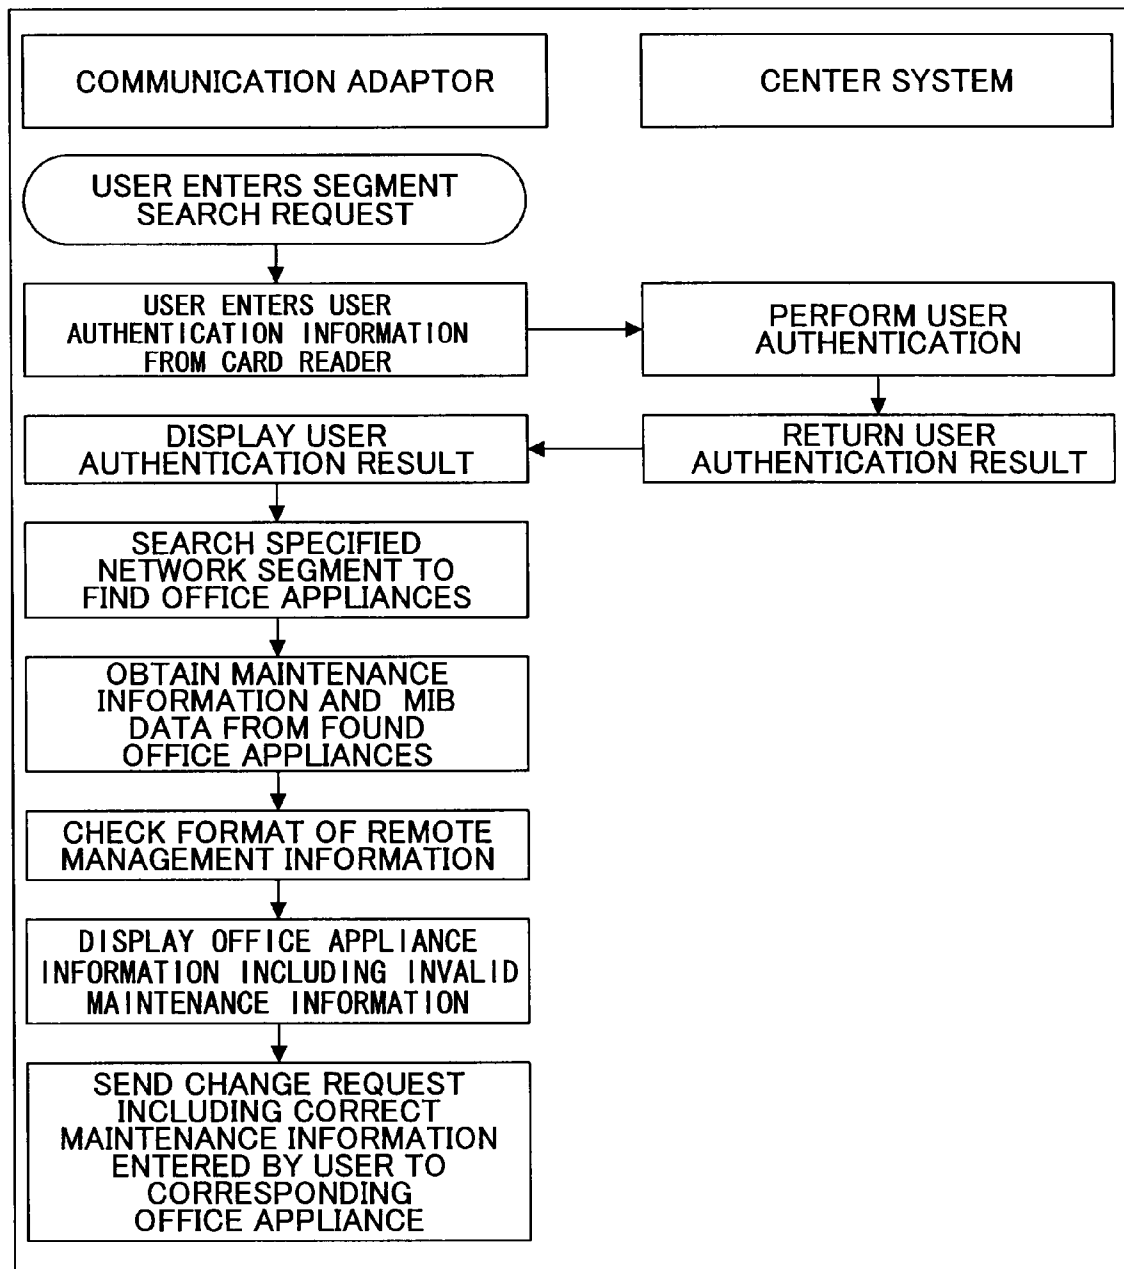 COMMUNICATION ADAPTOR
CENTER SYSTEM
USER ENTERS SEGMENT
SEARCH REQUEST
USER ENTERS USER
AUTHENTICATION INFORMATION
FROM CARD READER
PERFORM USER
AUTHENTICATION
DISPLAY USER
AUTHENTICATION RESULT
RETURN USER
AUTHENTICATION RESULT
SEARCH SPECIFIED
NETWORK SEGMENT TO
FIND OFFICE APPLIANCES
OBTAIN MAINTENANCE
INFORMATION AND MIB
DATA FROM FOUND
OFFICE APPLIANCES
CHECK FORMAT OF REMOTE
MANAGEMENT INFORMATION
DISPLAY OFFICE APPLIANCE
INFORMATION INCLUDING INVALID
MAINTENANCE INFORMATION
SEND CHANGE REQUEST
INCLUDING CORRECT
MAINTENANCE INFORMATION
ENTERED BY USER TO
CORRESPONDING
OFFICE APPLIANCE